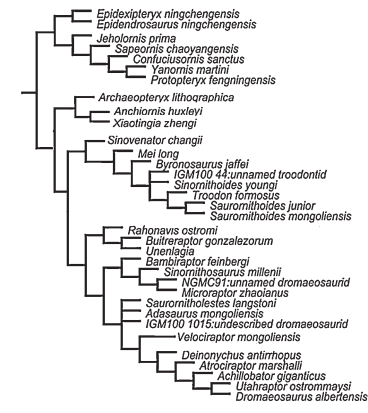 Epidexipteryx ningchengensis
Epidendrosaurus ningchengensis
Jeholornis prima
Sapeornis chaoyangensis
Confuciusornis sanctus
Yanornis martini
Protopteryx fengningensis
Archaeopteryx lithographica
Anchiornis huxleyi
Xiaotingia zhengi
Sinovenator changii
Mei long
Byronosaurus jaffei
IGM100 44:unnamed troodontid
Sinornithoides youngi
Troodon formosus
Saurornithoides junior
Saurornithoides mongoliensis
Rahonavus ostromi
Buitreraptor gonzalezorum
Unenlagia
Bambiraptor feinbergi
Sinornithosaurus millenii
NGMC91:unnamed dromaeosaurid
Microraptor zhaoianus
Saurornitholestes langstoni
Adasaurus mongoliensis
IGM100 1015:undescribed dromaeosaurid
Velociraptor mongoliensis
Deinonychus antirrhopus
Atrociraptor marshalli
Achillobator giganticus
Utahraptor ostrommaysi
Dromaeosaurus albertensis